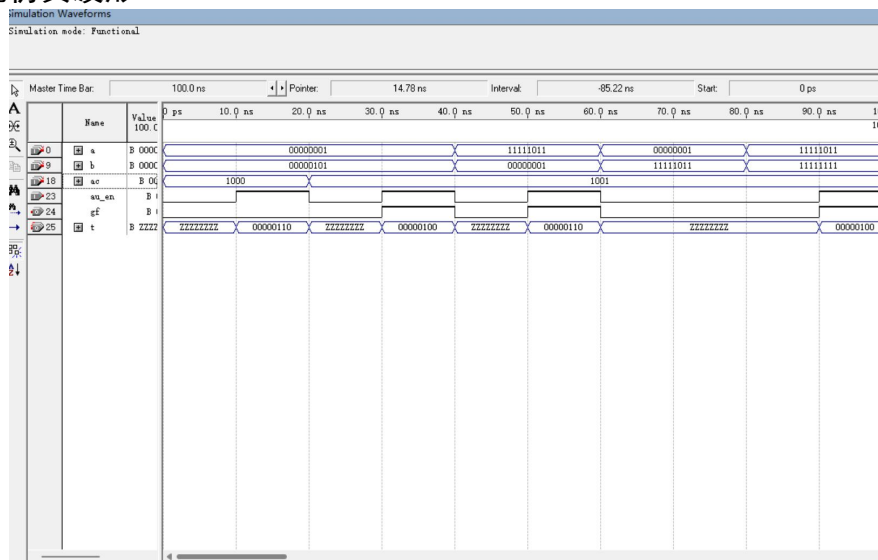 Simulation Waveforms
Simulation mode: Functional
Master Time Bar: 100.0 ns Pointer: 14.78 ns Interval: -85.22 ns Start: 0 ps
Name Value 100.0 0 ps 10.0 ns 20.0 ns 30.0 ns 40.0 ns 50.0 ns 60.0 ns 70.0 ns 80.0 ns 90.0 ns
0 a B 0000 00000001 11111011 00000001 11111011
9 b B 0000 00000101 00000001 11111011 11111111
18 ac B 00 1000 1001
23 au_en B
24 gf B
25 t B ZZZZ ZZZZZZZZ 00000110 ZZZZZZZZ 00000100 ZZZZZZZZ 00000110 ZZZZZZZZ 00000100